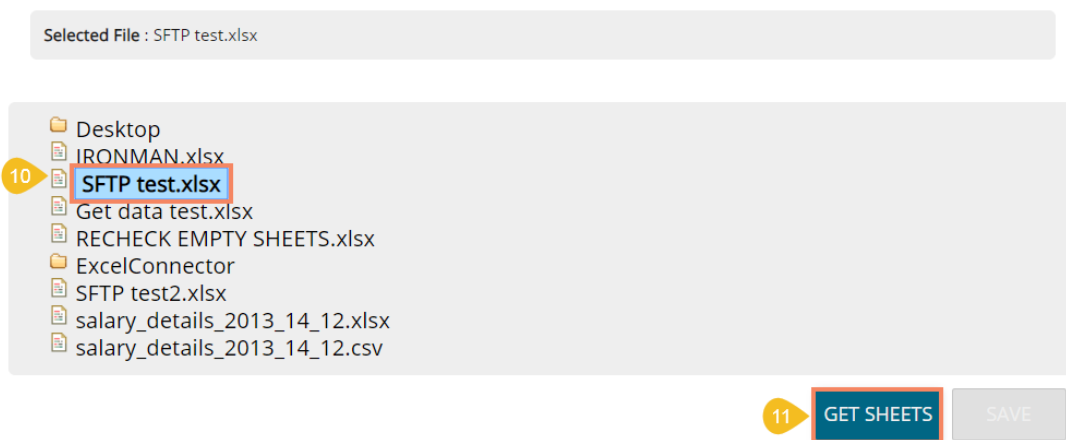 Selected File : SFTP test.xlsx
Desktop
IRONMAN.xlsx
10
SFTP test.xlsx
Get data test.xlsx
RECHECK EMPTY SHEETS.xlsx
ExcelConnector
SFTP test2.xlsx
salary_details_2013_14_12.xlsx
salary_details_2013_14_12.csv
11 GET SHEETS SAVE